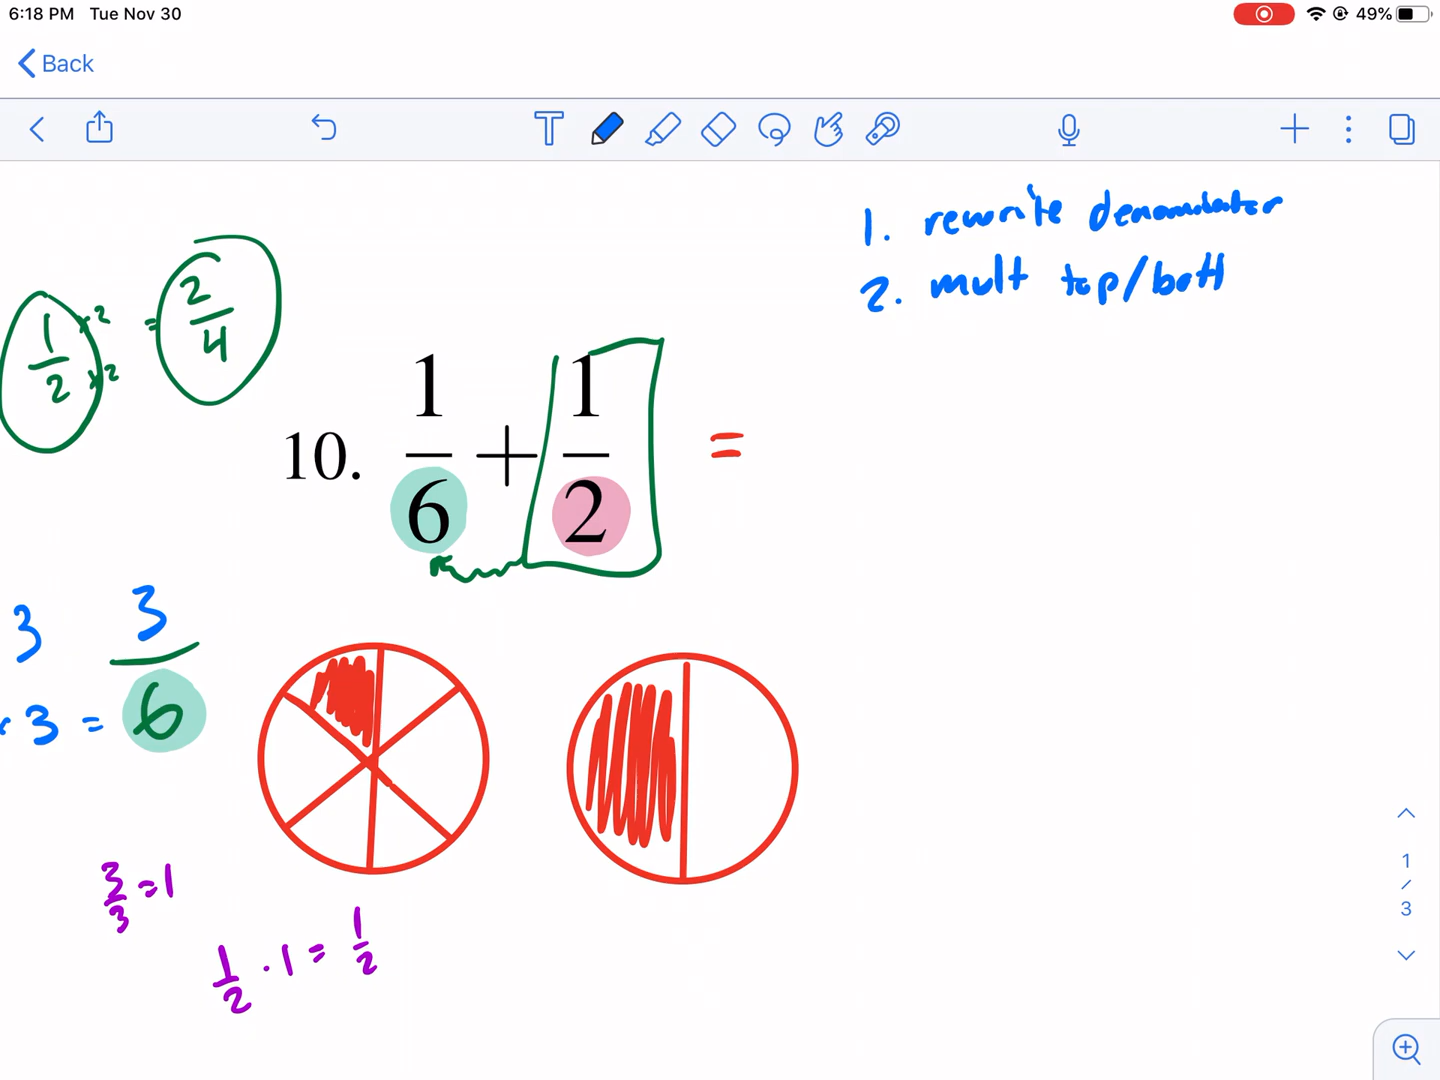 6:18 PM Tue Nov 30 49%
Back
1. rewrite denominator
2. mult top/bott
1/2 ×2 ×2 = 2/4
10. 1/6 + 1/2 =
3 3/6
× 3 =
3/3 = 1
1/2 · 1 = 1/2
1
/
3